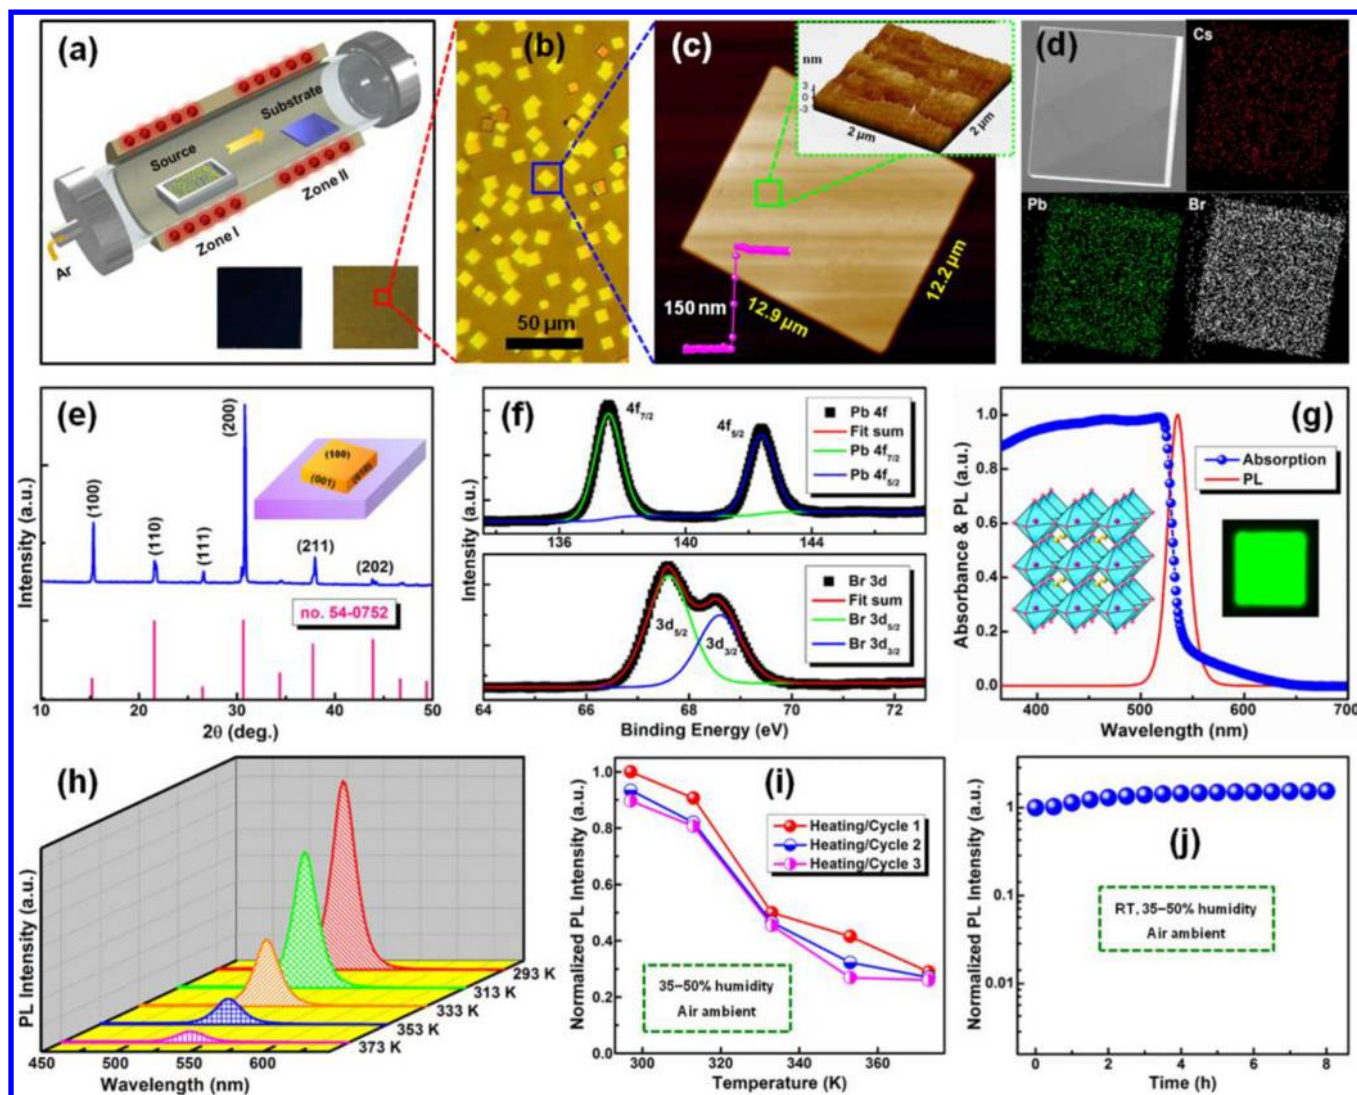 (a)
Substrate
Source
Zone II
Zone I
Ar
(b)
50 µm
(c)
nm
3
0
-3
2 µm
2 µm
150 nm
12.9 µm
12.2 µm
(d)
Cs
Pb
Br
(e)
Intensity (a.u.)
(100)
(110)
(111)
(200)
(211)
(202)
(100)
(001)
(010)
no. 54-0752
10 20 30 40 50
2θ (deg.)
(f)
Intensity (a.u.)
4f7/2
4f5/2
Pb 4f
Fit sum
Pb 4f7/2
Pb 4f5/2
136 140 144
3d5/2
3d3/2
Br 3d
Fit sum
Br 3d5/2
Br 3d3/2
64 66 68 70 72
Binding Energy (eV)
(g)
Absorbance & PL (a.u.)
1.0
0.8
0.6
0.4
0.2
0.0
Absorption
PL
400 500 600 700
Wavelength (nm)
(h)
PL Intensity (a.u.)
293 K
313 K
333 K
353 K
373 K
450 500 550 600
Wavelength (nm)
(i)
Normalized PL Intensity (a.u.)
1.0
0.8
0.6
0.4
0.2
0.0
Heating/Cycle 1
Heating/Cycle 2
Heating/Cycle 3
35–50% humidity
Air ambient
300 320 340 360
Temperature (K)
(j)
Normalized PL Intensity (a.u.)
1
0.1
0.01
RT, 35–50% humidity
Air ambient
0 2 4 6 8
Time (h)